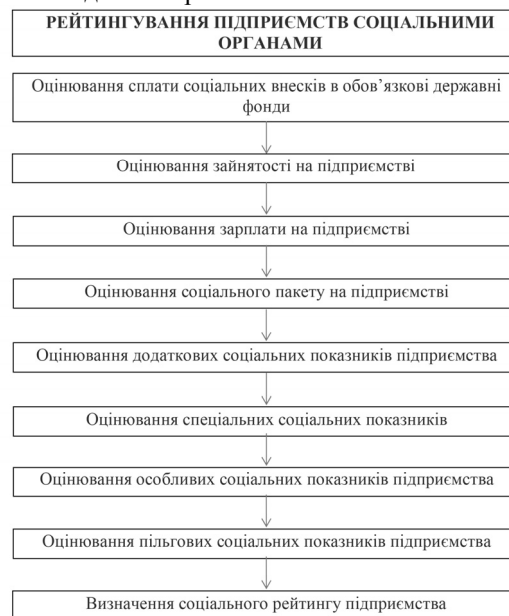 РЕЙТИНГУВАННЯ ПІДПРИЄМСТВ СОЦІАЛЬНИМИ
ОРГАНАМИ
Оцінювання сплати соціальних внесків в обов’язкові державні
фонди
Оцінювання зайнятості на підприємстві
Оцінювання зарплати на підприємстві
Оцінювання соціального пакету на підприємстві
Оцінювання додаткових соціальних показників підприємства
Оцінювання спеціальних соціальних показників
Оцінювання особливих соціальних показників підприємства
Оцінювання пільгових соціальних показників підприємства
Визначення соціального рейтингу підприємства